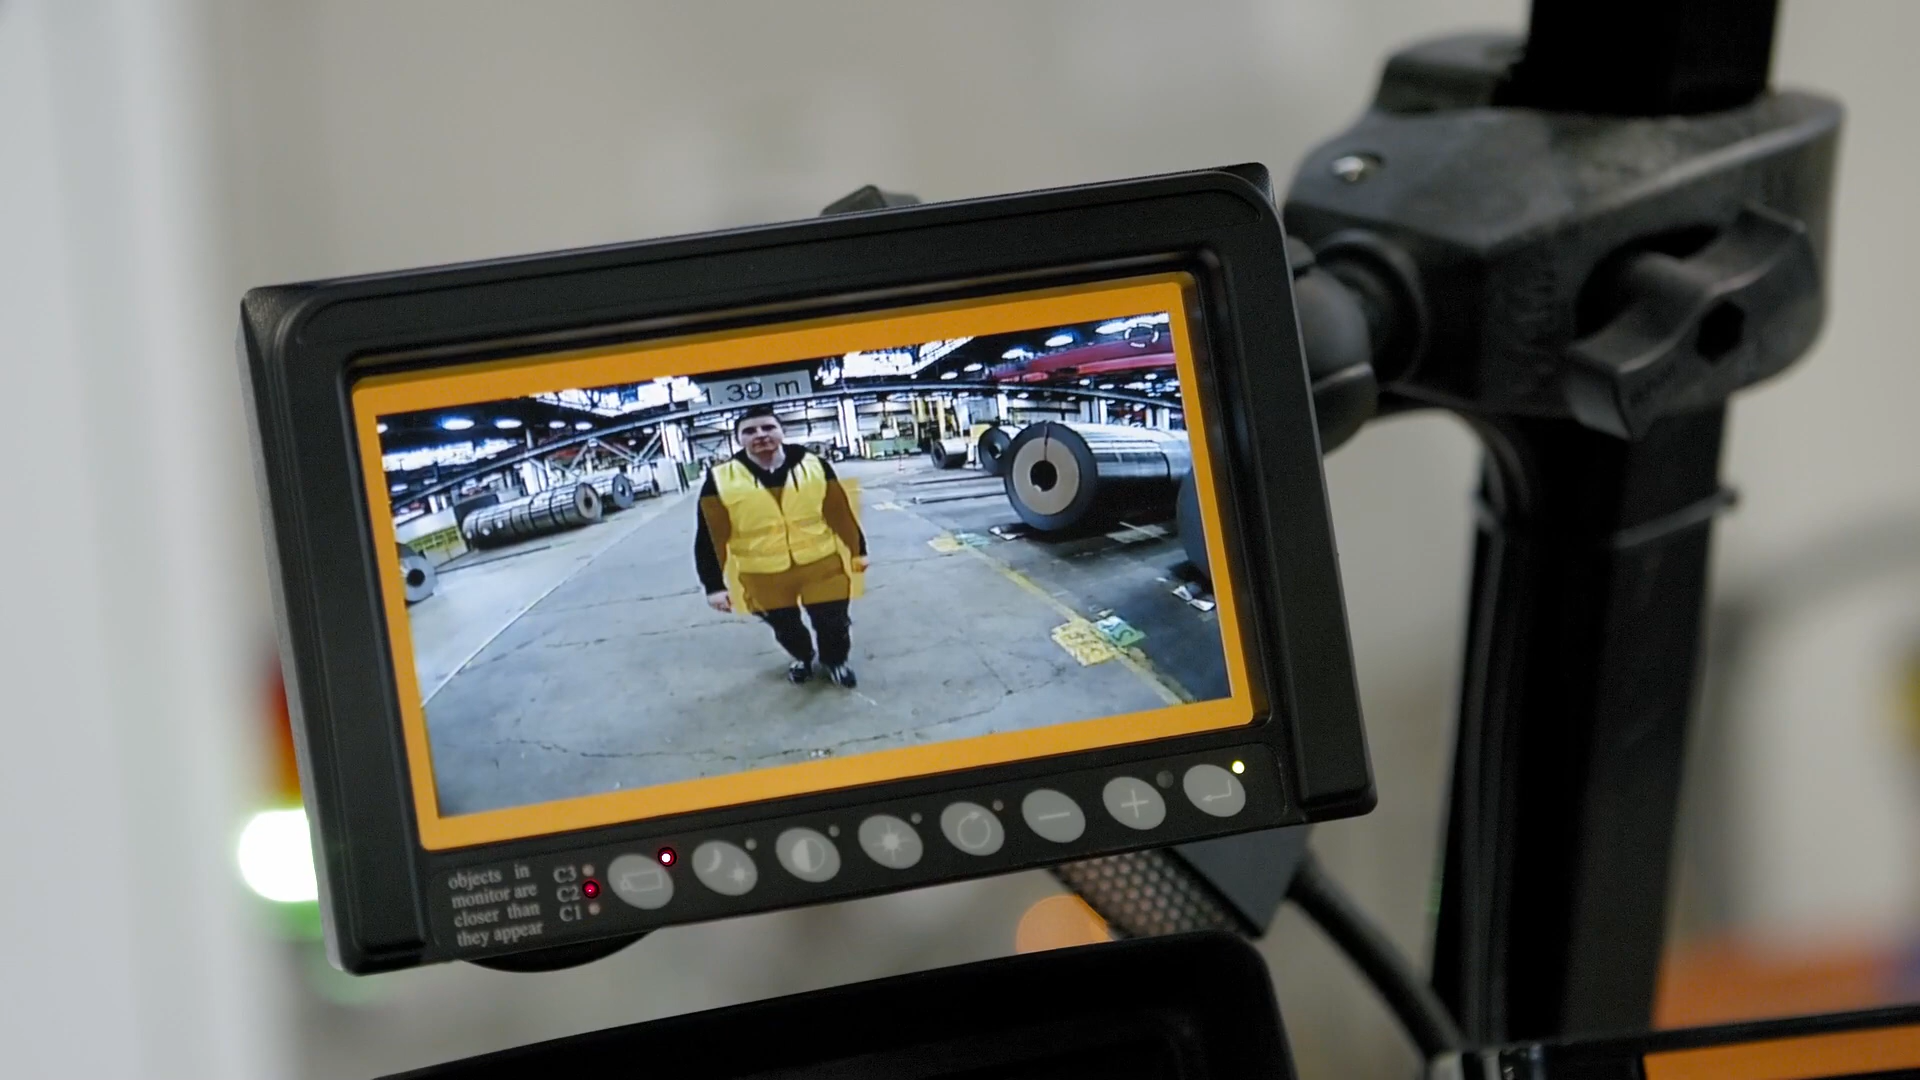 1.39 m
objects in
monitor are
closer than
they appear
C3
C2
C1